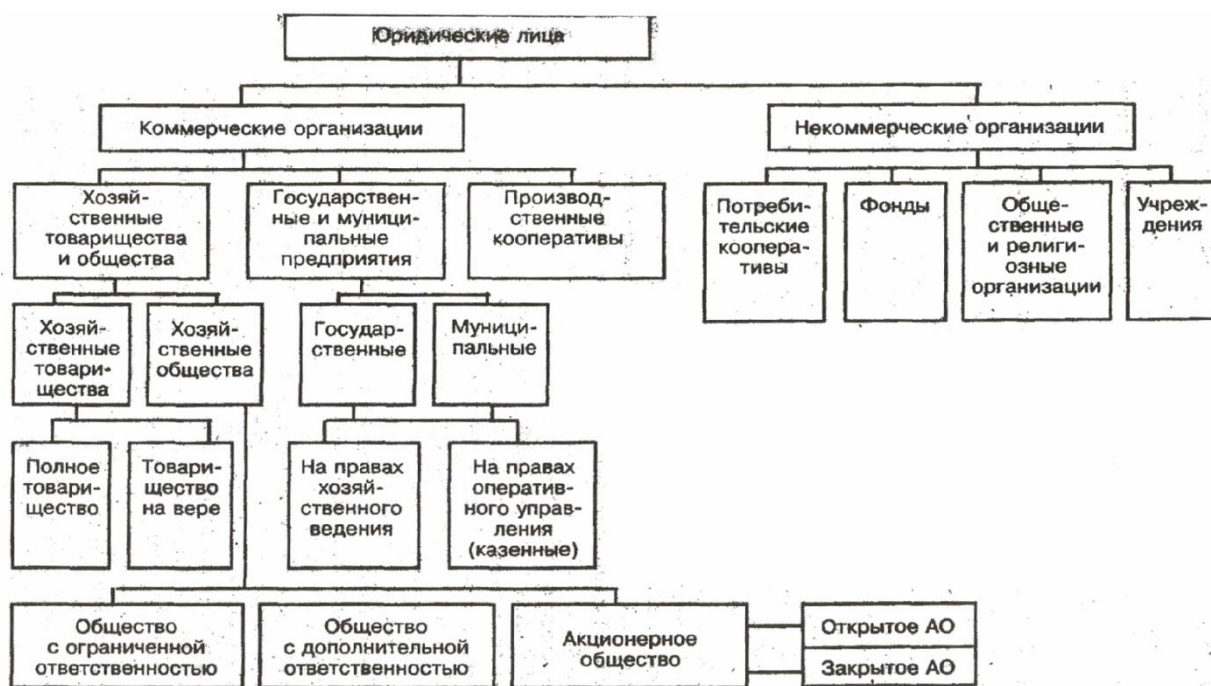 Юридические лица
Коммерческие организации
Некоммерческие организации
Хозяй-
ственные
товарищества
и общества
Государствен-
ные и муници-
пальные
предприятия
Производ-
ственные
кооперативы
Потреби-
тельские
коопера-
тивы
Фонды
Об­ще-
ственные
и религи-
озные
организации
Учреж-
дения
Хозяй-
ственные
товари-
щества
Хозяй-
ственные
общества
Государ-
ственные
Муници-
пальные
Полное
товари-
щество
Товари-
щество
на вере
На правах
хозяй-
ственного
ведения
На правах
оператив-
ного управ-
ления
(казенные)
Общество
с ограниченной
ответственностью
Общество
с дополнительной
ответственностью
Акционерное
общество
Открытое АО
Закрытое АО